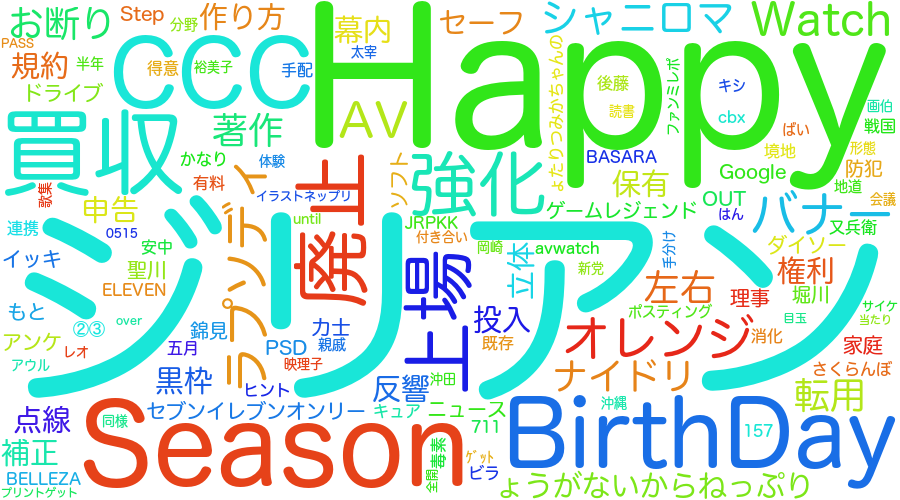 お断り
Step
作り方
PASS
分野
規約
半年
得意
裕美子
手配
ドライブ
CCC
Happy
幕内
太宰
セーフ
シャニロマ
Watch
AV
買収
著作
かなり
体験
有料
歌集
ょたりつみかちゃんの
後藤
読書
ファンミレポ
キシ
cbx
画伯
戦国
ばい
形態
境地
防犯
BASARA
Google
地道
会議
保有
OUT
はん
バナー
又兵衛
強化
ソフト
廃止
イラストネップリ
ランプンディ
申告
連携
0515
until
JRPKK
付き合い
ゲームレジェンド
岡崎
avwatch
手分け
ダイソー
イッキ
安中
聖川
ELEVEN
ジリアン
上場
立体
新党
左右
権利
理事
堀川
サイケ
当たり
もと
②③
over
錦見
力士
親戚
投入
既存
ポスティング
目玉
アンケ
レオ
アウル
五月
PSD
映理子
オレンジ
消化
家庭
さくらんぼ
黒枠
ヒント
反響
沖田
ナイドリ
転用
点線
Season
同様
セブンイレブンオンリー
キュア
ニュース
711
沖縄
BirthDay
157
補正
BELLEZA
プリントゲット
全開
毒素
ｹﾞｯﾄ
ビラ
ょうがないからねっぷり